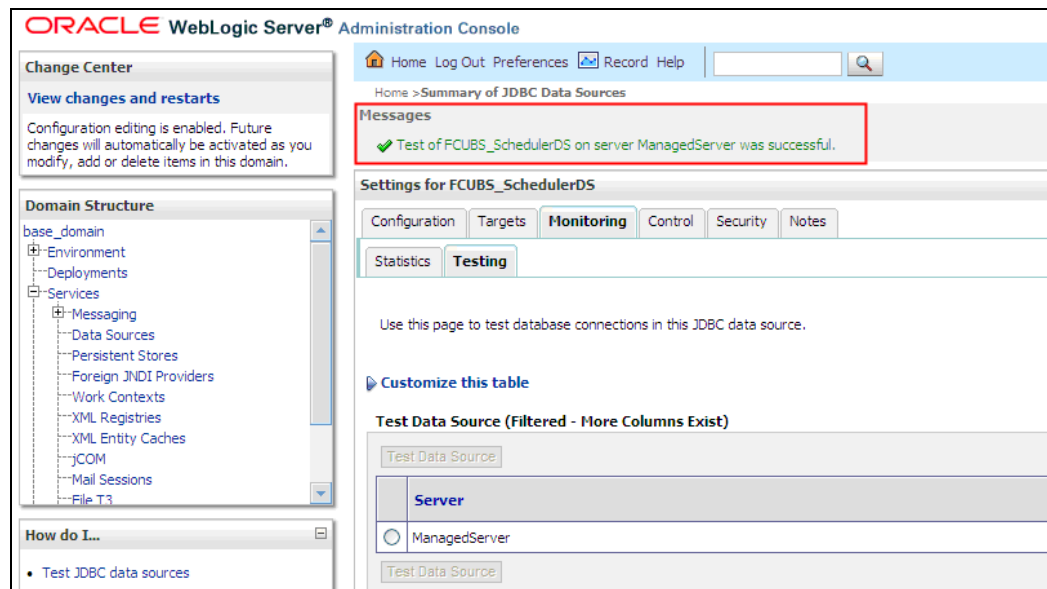 ORACLE WebLogic Server® Administration Console
Change Center
View changes and restarts
Configuration editing is enabled. Future
changes will automatically be activated as you
modify, add or delete items in this domain.
Domain Structure
base_domain
Environment
Deployments
Services
Messaging
Data Sources
Persistent Stores
Foreign JNDI Providers
Work Contexts
XML Registries
XML Entity Caches
jCOM
Mail Sessions
File T3
How do I...
Test JDBC data sources
Home Log Out Preferences Record Help
Home >Summary of JDBC Data Sources
Messages
Test of FCUBS_SchedulerDS on server ManagedServer was successful.
Settings for FCUBS_SchedulerDS
Configuration Targets Monitoring Control Security Notes
Statistics Testing
Use this page to test database connections in this JDBC data source.
Customize this table
Test Data Source (Filtered - More Columns Exist)
Test Data Source
Server
ManagedServer
Test Data Source